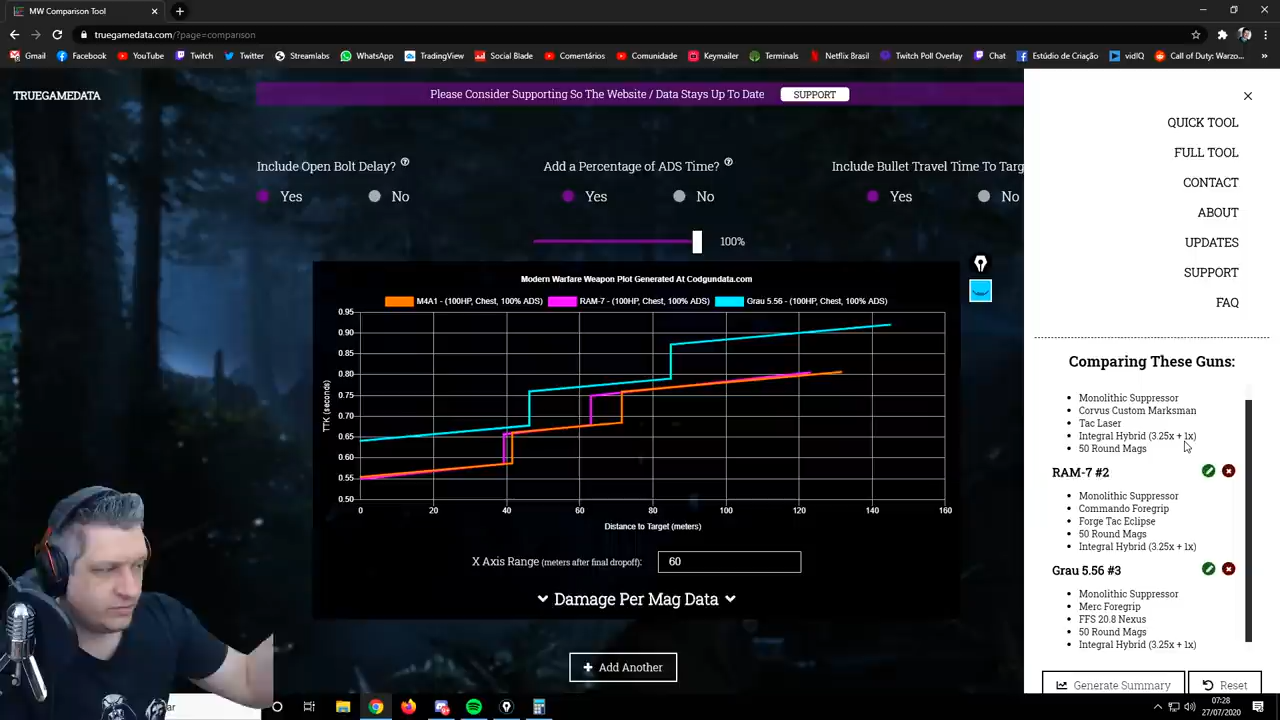 MW Comparison Tool
truegamedata.com/?page=comparison
Gmail Facebook YouTube Twitch Twitter Streamlabs WhatsApp TradingView Social Blade Comentários Comunidade Keymailer Terminals Netflix Brasil Twitch Poll Overlay Chat Estúdio de Criação vidIQ Call of Duty: Warzo... »
TRUEGAMEDATA
Please Consider Supporting So The Website / Data Stays Up To Date SUPPORT
QUICK TOOL
FULL TOOL
CONTACT
ABOUT
UPDATES
SUPPORT
FAQ
Include Open Bolt Delay?
Yes No
Add a Percentage of ADS Time?
Yes No
100%
Include Bullet Travel Time To Targ
Yes No
Modern Warfare Weapon Plot Generated At Codgundata.com
M4A1 - (100HP, Chest, 100% ADS) RAM-7 - (100HP, Chest, 100% ADS) Grau 5.56 - (100HP, Chest, 100% ADS)
TTK (seconds)
0.95
0.90
0.85
0.80
0.75
0.70
0.65
0.60
0.55
0.50
0 20 40 60 80 100 120 140 160
Distance to Target (meters)
X Axis Range (meters after final dropoff): 60
Damage Per Mag Data
+ Add Another
Comparing These Guns:
Monolithic Suppressor
Corvus Custom Marksman
Tac Laser
Integral Hybrid (3.25x + 1x)
50 Round Mags
RAM-7 #2
Monolithic Suppressor
Commando Foregrip
Forge Tac Eclipse
50 Round Mags
Integral Hybrid (3.25x + 1x)
Grau 5.56 #3
Monolithic Suppressor
Merc Foregrip
FFS 20.8 Nexus
50 Round Mags
Integral Hybrid (3.25x + 1x)
Generate Summary Reset
ar
07:28
27/07/2020